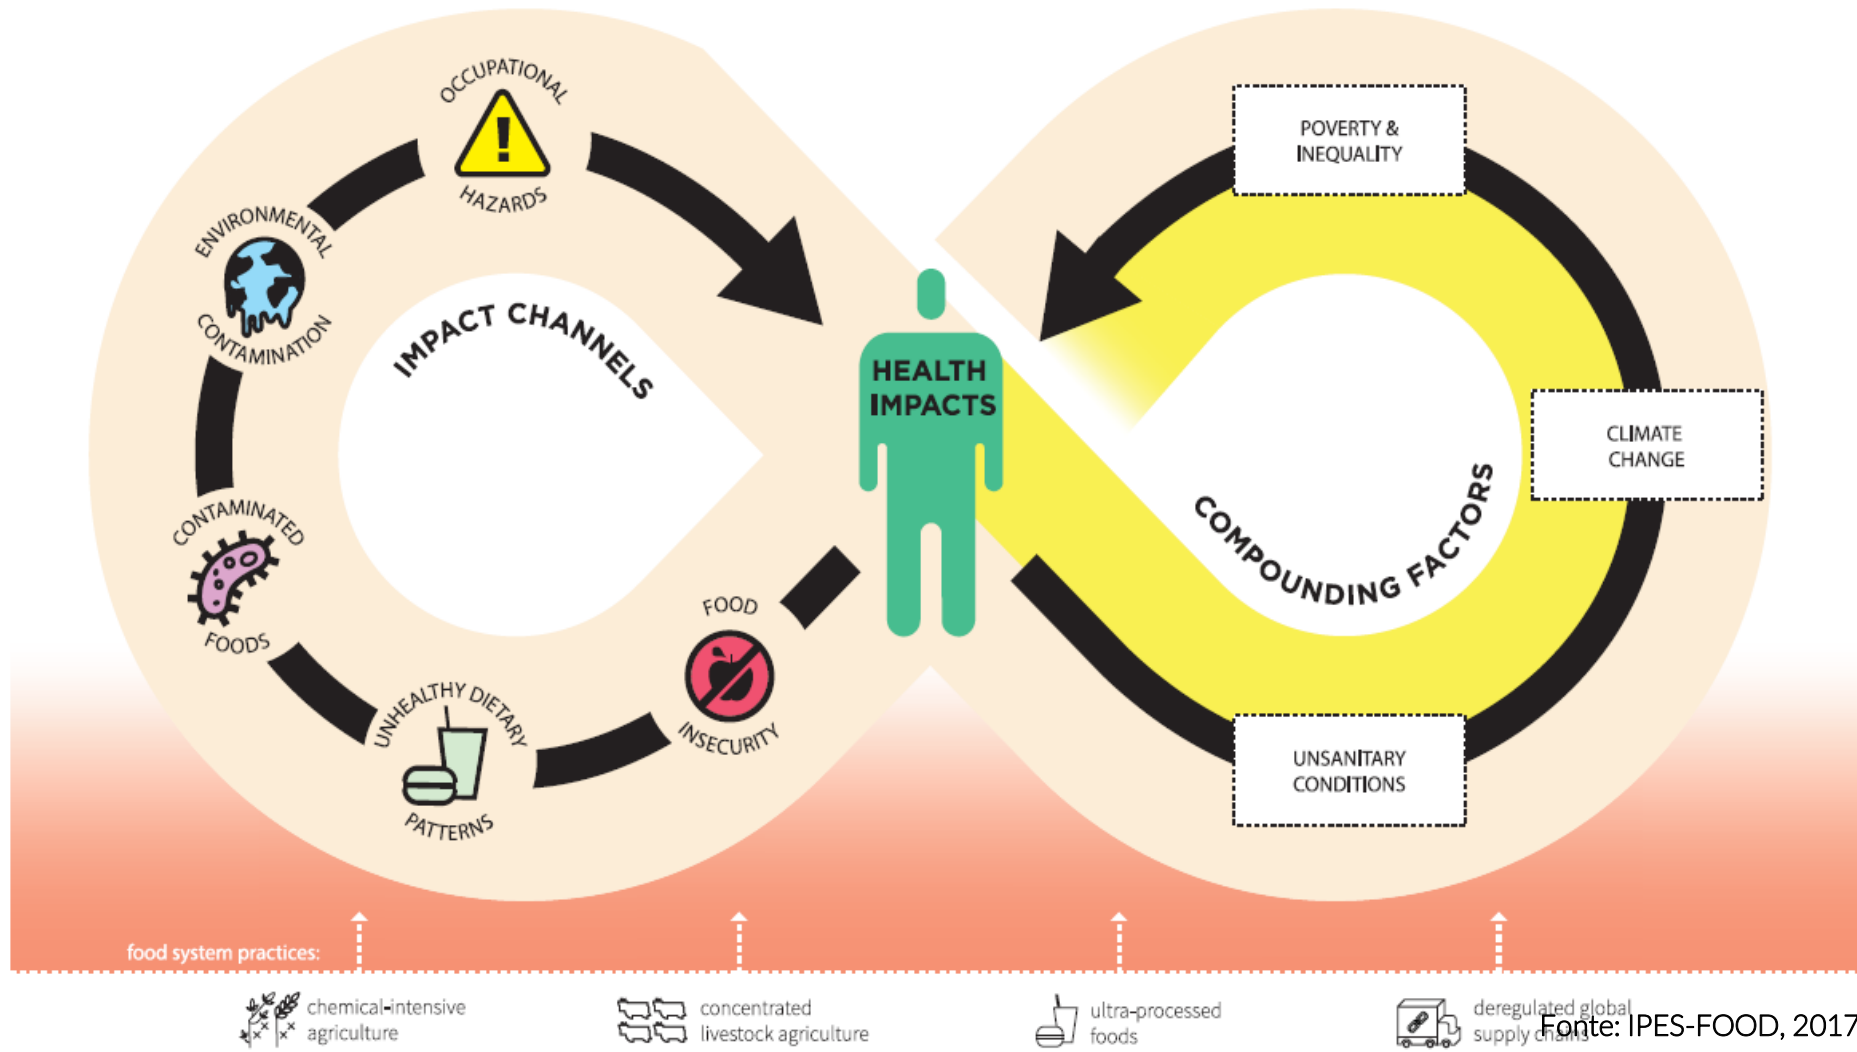 OCCUPATIONAL
HAZARDS
ENVIRONMENTAL
CONTAMINATION
CONTAMINATED
FOODS
UNHEALTHY DIETARY
PATTERNS
FOOD
INSECURITY
IMPACT CHANNELS
HEALTH
IMPACTS
POVERTY &
INEQUALITY
CLIMATE
CHANGE
UNSANITARY
CONDITIONS
COMPOUNDING FACTORS
food system practices:
chemical-intensive
agriculture
concentrated
livestock agriculture
ultra-processed
foods
deregulated global
supply chains
Fonte: IPES-FOOD, 2017